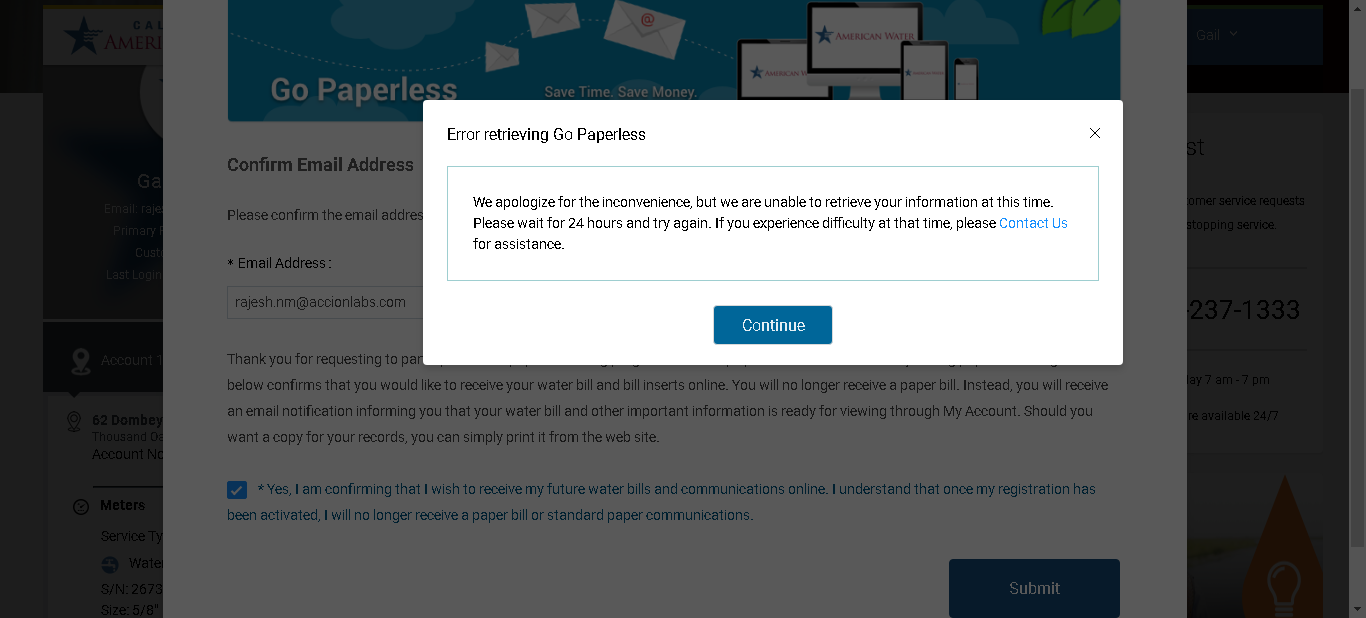 CAL
AMERI
Gail
@
AMERICAN WATER
Go Paperless
Save Time. Save Money.
Error retrieving Go Paperless
We apologize for the inconvenience, but we are unable to retrieve your information at this time.
Please wait for 24 hours and try again. If you experience difficulty at that time, please Contact Us
for assistance.
Continue
Confirm Email Address
Please confirm the email addres
* Email Address :
rajesh.nm@accionlabs.com
Thank you for requesting to par
below confirms that you would like to receive your water bill and bill inserts online. You will no longer receive a paper bill. Instead, you will receive
an email notification informing you that your water bill and other important information is ready for viewing through My Account. Should you
want a copy for your records, you can simply print it from the web site.
* Yes, I am confirming that I wish to receive my future water bills and communications online. I understand that once my registration has
been activated, I will no longer receive a paper bill or standard paper communications.
Submit
Ga
Email: raje
Primary
Cust
Last Login
Account 1
62 Dombey
Thousand Oa
Account No
Meters
Service Ty
Wate
S/N: 2673
Size: 5/8"
st
omer service requests
stopping service.
-237-1333
ay 7 am - 7 pm
re available 24/7